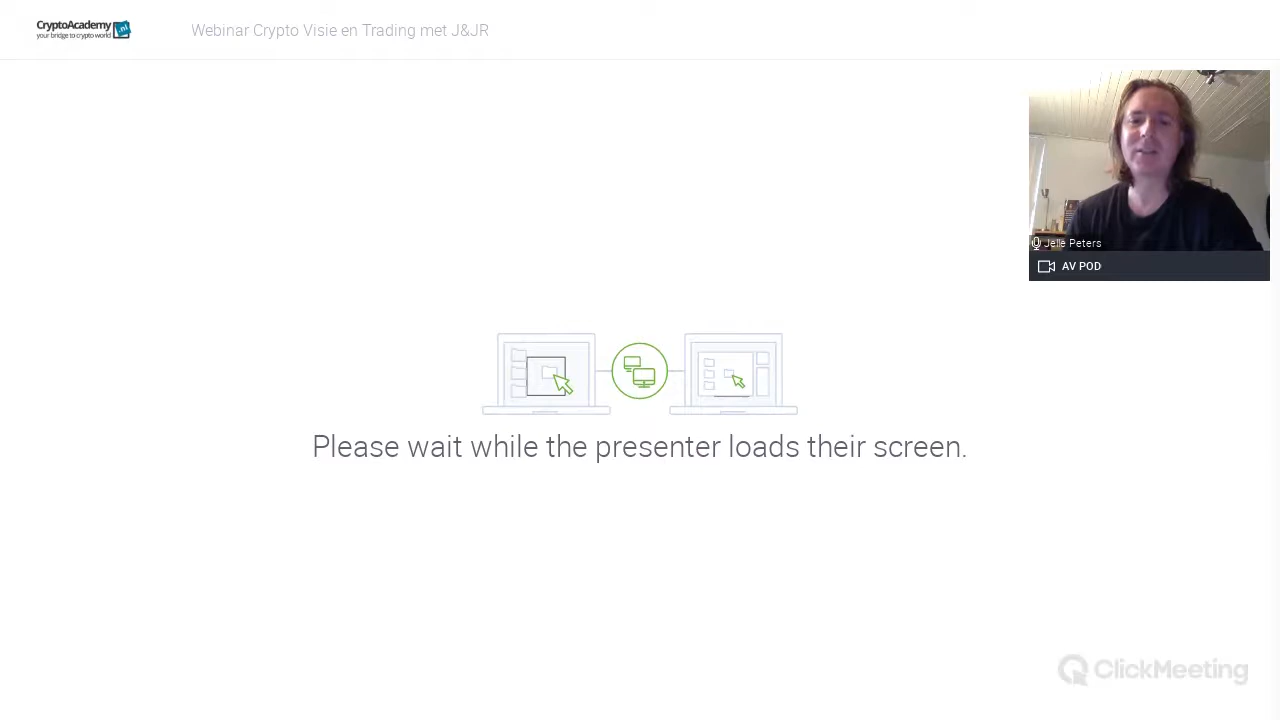 CryptoAcademy
.nl
your bridge to crypto world
Webinar Crypto Visie en Trading met J&JR
Jelle Peters
AV POD
Please wait while the presenter loads their screen.
ClickMeeting